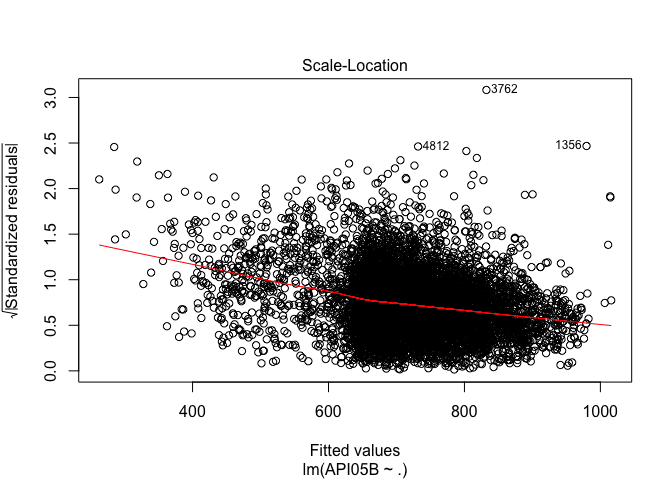 Scale-Location
√|Standardized residuals|
3.0
2.5
2.0
1.5
1.0
0.5
0.0
3762
4812
1356
400 600 800 1000
Fitted values
lm(API05B ~ .)